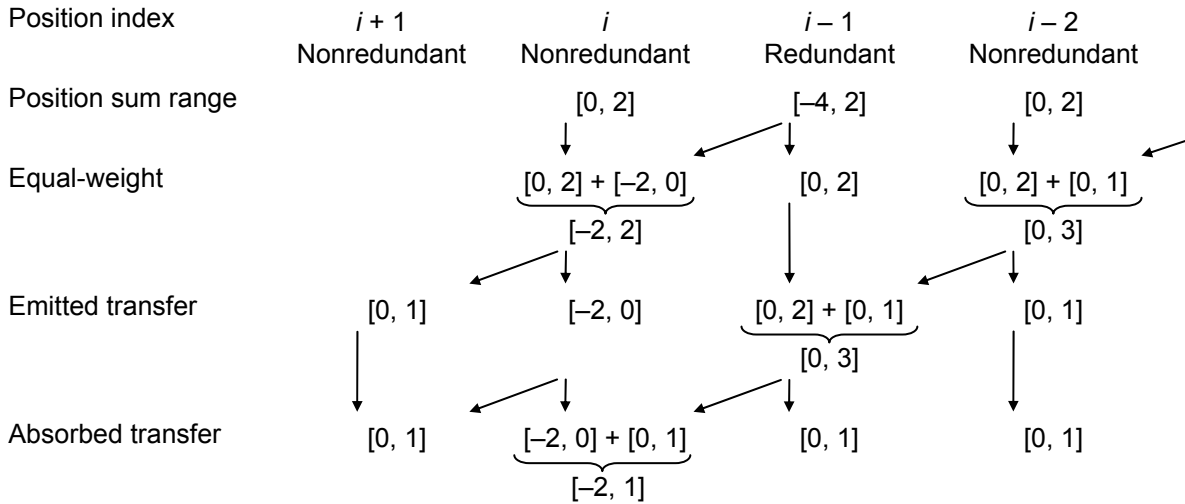 Position index i + 1 i i – 1 i – 2
Nonredundant Nonredundant Redundant Nonredundant
Position sum range [0, 2] [–4, 2] [0, 2]
Equal-weight [0, 2] + [–2, 0] [0, 2] [0, 2] + [0, 1]
[–2, 2] [0, 3]
Emitted transfer [0, 1] [–2, 0] [0, 2] + [0, 1] [0, 1]
[0, 3]
Absorbed transfer [0, 1] [–2, 0] + [0, 1] [0, 1] [0, 1]
[–2, 1]